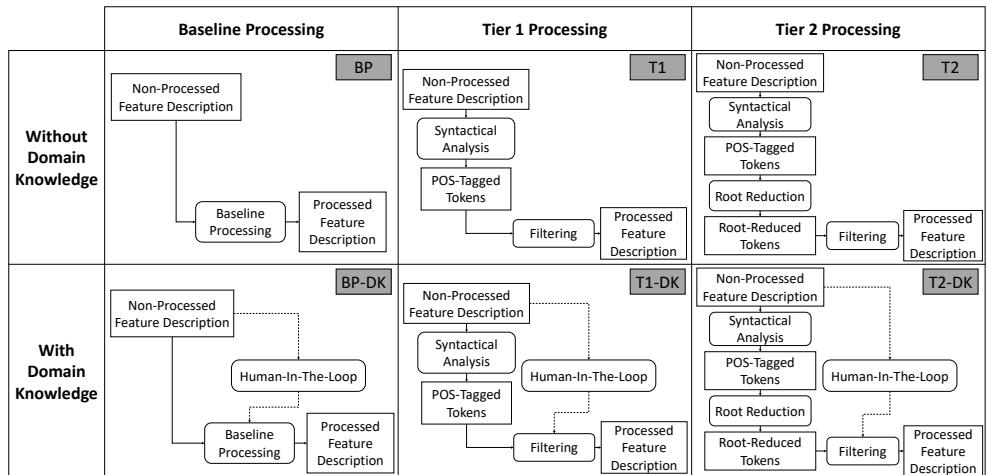 Baseline Processing
Tier 1 Processing
Tier 2 Processing
Without
Domain
Knowledge
BP
Non-Processed
Feature Description
Baseline
Processing
Processed
Feature
Description
T1
Non-Processed
Feature Description
Syntactical
Analysis
POS-Tagged
Tokens
Filtering
Processed
Feature
Description
T2
Non-Processed
Feature Description
Syntactical
Analysis
POS-Tagged
Tokens
Root Reduction
Root-Reduced
Tokens
Filtering
Processed
Feature
Description
With
Domain
Knowledge
BP-DK
Non-Processed
Feature Description
Human-In-The-Loop
Baseline
Processing
Processed
Feature
Description
T1-DK
Non-Processed
Feature Description
Syntactical
Analysis
Human-In-The-Loop
POS-Tagged
Tokens
Filtering
Processed
Feature
Description
T2-DK
Non-Processed
Feature Description
Syntactical
Analysis
POS-Tagged
Tokens
Human-In-The-Loop
Root Reduction
Root-Reduced
Tokens
Filtering
Processed
Feature
Description